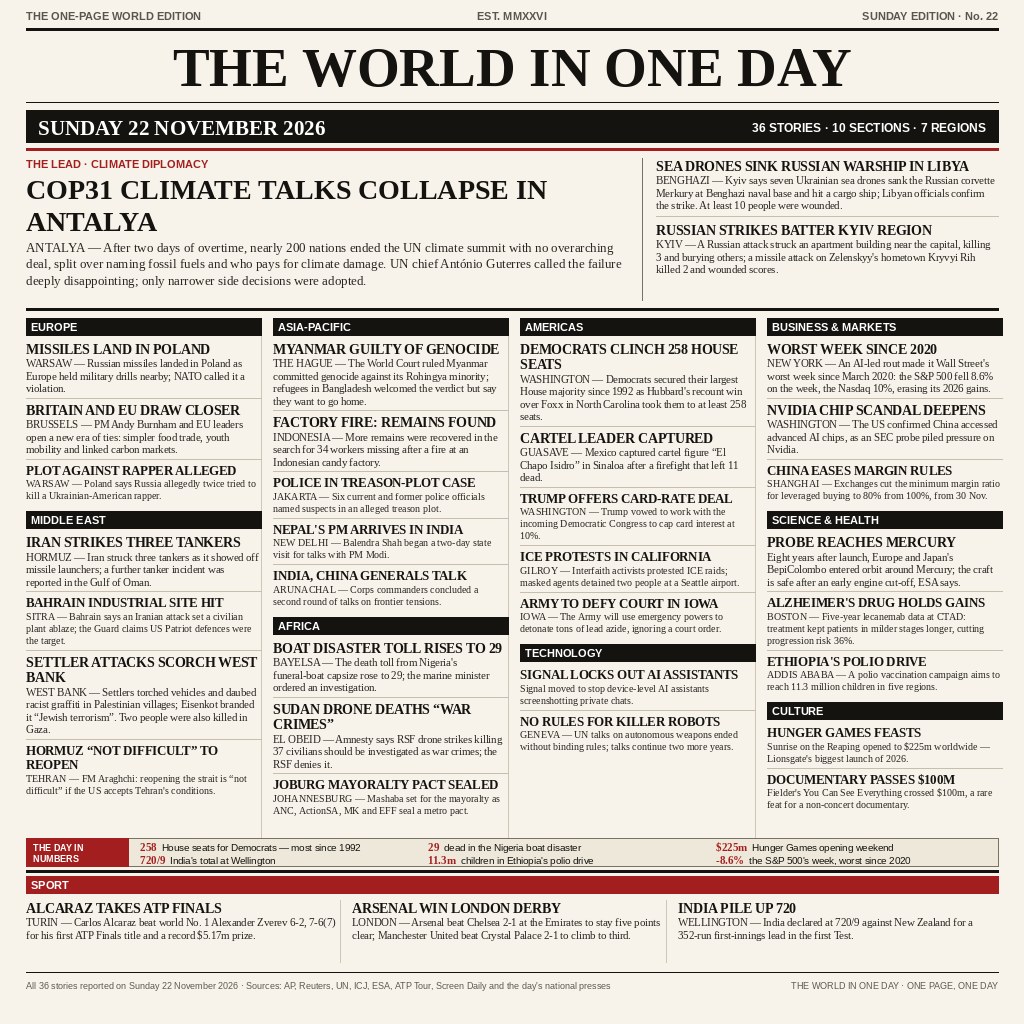 THE ONE-PAGE WORLD EDITION
EST. MMXXVI
SUNDAY EDITION · No. 22
THE WORLD IN ONE DAY
SUNDAY 22 NOVEMBER 2026
36 STORIES · 10 SECTIONS · 7 REGIONS
THE LEAD · CLIMATE DIPLOMACY
COP31 CLIMATE TALKS COLLAPSE IN
ANTALYA
ANTALYA — After two days of overtime, nearly 200 nations ended the UN climate summit with no overarching
deal, split over naming fossil fuels and who pays for climate damage. UN chief António Guterres called the failure
deeply disappointing; only narrower side decisions were adopted.
SEA DRONES SINK RUSSIAN WARSHIP IN LIBYA
BENGHAZI — Kyiv says seven Ukrainian sea drones sank the Russian corvette
Merkury at Benghazi naval base and hit a cargo ship; Libyan officials confirm
the strike. At least 10 people were wounded.
RUSSIAN STRIKES BATTER KYIV REGION
KYIV — A Russian attack struck an apartment building near the capital, killing
3 and burying others; a missile attack on Zelenskyy's hometown Kryvyi Rih
killed 2 and wounded scores.
EUROPE
MISSILES LAND IN POLAND
WARSAW — Russian missiles landed in Poland as
Europe held military drills nearby; NATO called it a
violation.
BRITAIN AND EU DRAW CLOSER
BRUSSELS — PM Andy Burnham and EU leaders
open a new era of ties: simpler food trade, youth
mobility and linked carbon markets.
PLOT AGAINST RAPPER ALLEGED
WARSAW — Poland says Russia allegedly twice tried to
kill a Ukrainian-American rapper.
MIDDLE EAST
IRAN STRIKES THREE TANKERS
HORMUZ — Iran struck three tankers as it showed off
missile launchers; a further tanker incident was
reported in the Gulf of Oman.
BAHRAIN INDUSTRIAL SITE HIT
SITRA — Bahrain says an Iranian attack set a civilian
plant ablaze; the Guard claims US Patriot defences were
the target.
SETTLER ATTACKS SCORCH WEST
BANK
WEST BANK — Settlers torched vehicles and daubed
racist graffiti in Palestinian villages; Eisenkot branded
it “Jewish terrorism”. Two people were also killed in
Gaza.
HORMUZ “NOT DIFFICULT” TO
REOPEN
TEHRAN — FM Araghchi: reopening the strait is “not
difficult” if the US accepts Tehran's conditions.
ASIA-PACIFIC
MYANMAR GUILTY OF GENOCIDE
THE HAGUE — The World Court ruled Myanmar
committed genocide against its Rohingya minority;
refugees in Bangladesh welcomed the verdict but say
they want to go home.
FACTORY FIRE: REMAINS FOUND
INDONESIA — More remains were recovered in the
search for 34 workers missing after a fire at an
Indonesian candy factory.
POLICE IN TREASON-PLOT CASE
JAKARTA — Six current and former police officials
named suspects in an alleged treason plot.
NEPAL'S PM ARRIVES IN INDIA
NEW DELHI — Balendra Shah began a two-day state
visit for talks with PM Modi.
INDIA, CHINA GENERALS TALK
ARUNACHAL — Corps commanders concluded a
second round of talks on frontier tensions.
AFRICA
BOAT DISASTER TOLL RISES TO 29
BAYELSA — The death toll from Nigeria's
funeral-boat capsize rose to 29; the marine minister
ordered an investigation.
SUDAN DRONE DEATHS “WAR
CRIMES”
EL OBEID — Amnesty says RSF drone strikes killing
37 civilians should be investigated as war crimes; the
RSF denies it.
JOBURG MAYORALTY PACT SEALED
JOHANNESBURG — Mashaba set for the mayoralty as
ANC, ActionSA, MK and EFF seal a metro pact.
AMERICAS
DEMOCRATS CLINCH 258 HOUSE
SEATS
WASHINGTON — Democrats secured their largest
House majority since 1992 as Hubbard's recount win
over Foxx in North Carolina took them to at least 258
seats.
CARTEL LEADER CAPTURED
GUASAVE — Mexico captured cartel figure “El
Chapo Isidro” in Sinaloa after a firefight that left 11
dead.
TRUMP OFFERS CARD-RATE DEAL
WASHINGTON — Trump vowed to work with the
incoming Democratic Congress to cap card interest at
10%.
ICE PROTESTS IN CALIFORNIA
GILROY — Interfaith activists protested ICE raids;
masked agents detained two people at a Seattle airport.
ARMY TO DEFY COURT IN IOWA
IOWA — The Army will use emergency powers to
detonate tons of lead azide, ignoring a court order.
TECHNOLOGY
SIGNAL LOCKS OUT AI ASSISTANTS
Signal moved to stop device-level AI assistants
screenshotting private chats.
NO RULES FOR KILLER ROBOTS
GENEVA — UN talks on autonomous weapons ended
without binding rules; talks continue two more years.
BUSINESS & MARKETS
WORST WEEK SINCE 2020
NEW YORK — An AI-led rout made it Wall Street's
worst week since March 2020: the S&P 500 fell 8.6%
on the week, the Nasdaq 10%, erasing its 2026 gains.
NVIDIA CHIP SCANDAL DEEPENS
WASHINGTON — The US confirmed China accessed
advanced AI chips, as an SEC probe piled pressure on
Nvidia.
CHINA EASES MARGIN RULES
SHANGHAI — Exchanges cut the minimum margin ratio
for leveraged buying to 80% from 100%, from 30 Nov.
SCIENCE & HEALTH
PROBE REACHES MERCURY
Eight years after launch, Europe and Japan's
BepiColombo entered orbit around Mercury; the craft
is safe after an early engine cut-off, ESA says.
ALZHEIMER'S DRUG HOLDS GAINS
BOSTON — Five-year lecanemab data at CTAD:
treatment kept patients in milder stages longer, cutting
progression risk 36%.
ETHIOPIA'S POLIO DRIVE
ADDIS ABABA — A polio vaccination campaign aims to
reach 11.3 million children in five regions.
CULTURE
HUNGER GAMES FEASTS
Sunrise on the Reaping opened to $225m worldwide —
Lionsgate's biggest launch of 2026.
DOCUMENTARY PASSES $100M
Fielder's You Can See Everything crossed $100m, a rare
feat for a non-concert documentary.
THE DAY IN
NUMBERS
258 House seats for Democrats — most since 1992
29 dead in the Nigeria boat disaster
$225m Hunger Games opening weekend
720/9 India's total at Wellington
11.3m children in Ethiopia's polio drive
-8.6% the S&P 500's week, worst since 2020
SPORT
ALCARAZ TAKES ATP FINALS
TURIN — Carlos Alcaraz beat world No. 1 Alexander Zverev 6-2, 7-6(7)
for his first ATP Finals title and a record $5.17m prize.
ARSENAL WIN LONDON DERBY
LONDON — Arsenal beat Chelsea 2-1 at the Emirates to stay five points
clear; Manchester United beat Crystal Palace 2-1 to climb to third.
INDIA PILE UP 720
WELLINGTON — India declared at 720/9 against New Zealand for a
352-run first-innings lead in the first Test.
All 36 stories reported on Sunday 22 November 2026 · Sources: AP, Reuters, UN, ICJ, ESA, ATP Tour, Screen Daily and the day's national presses
THE WORLD IN ONE DAY · ONE PAGE, ONE DAY